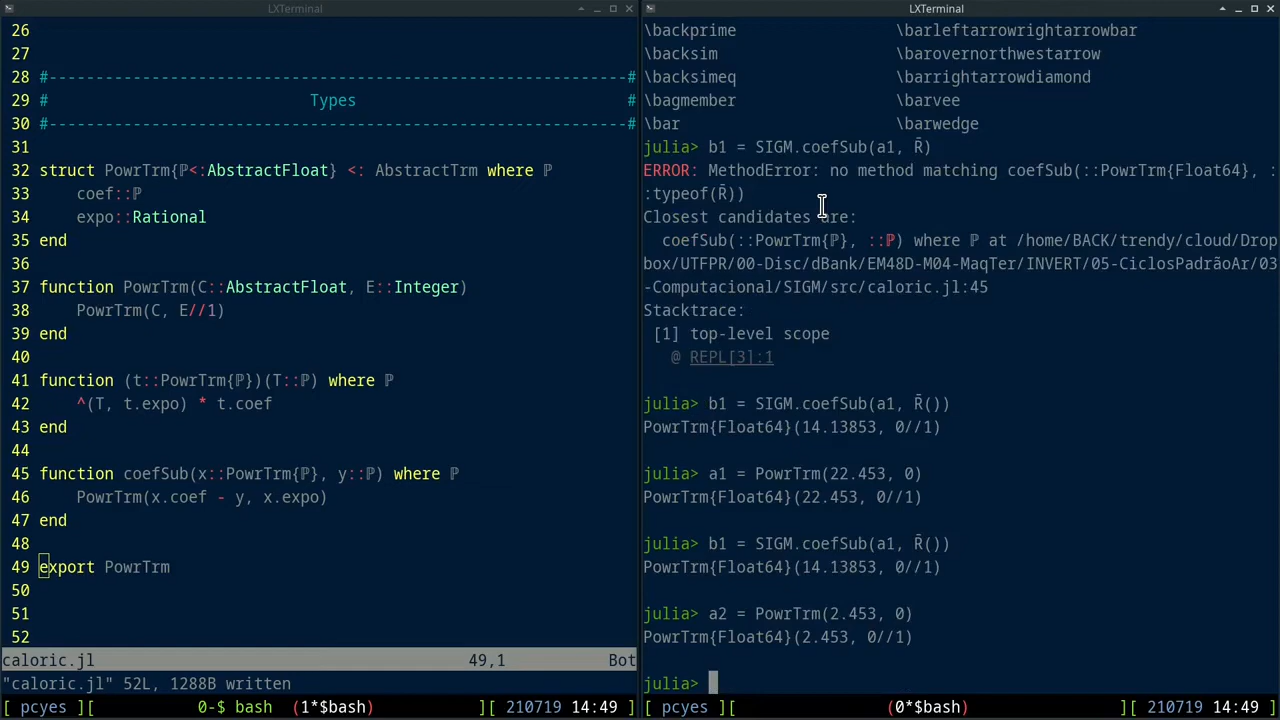 LXTerminal
26
27
28 #--------------------------------------------------------------#
29 # Types #
30 #--------------------------------------------------------------#
31
32 struct PowrTrm{ℙ<:AbstractFloat} <: AbstractTrm where ℙ
33     coef::ℙ
34     expo::Rational
35 end
36
37 function PowrTrm(C::AbstractFloat, E::Integer)
38     PowrTrm(C, E//1)
39 end
40
41 function (t::PowrTrm{ℙ})(T::ℙ) where ℙ
42     ^(T, t.expo) * t.coef
43 end
44
45 function coefSub(x::PowrTrm{ℙ}, y::ℙ) where ℙ
46     PowrTrm(x.coef - y, x.expo)
47 end
48
49 export PowrTrm
50
51
52
caloric.jl 49,1 Bot
"caloric.jl" 52L, 1288B written
[ pcyes ][ 0-$ bash (1*$bash) ][ 210719 14:49 ]
LXTerminal
\backprime \barleftarrowrightarrowbar
\backsim \barovernorthwestarrow
\backsimeq \barrightarrowdiamond
\bagmember \barvee
\bar \barwedge
julia> b1 = SIGM.coefSub(a1, R̄)
ERROR: MethodError: no method matching coefSub(::PowrTrm{Float64}, :
:typeof(R̄))
Closest candidates are:
  coefSub(::PowrTrm{ℙ}, ::ℙ) where ℙ at /home/BACK/trendy/cloud/Drop
box/UTFPR/00-Disc/dBank/EM48D-M04-MaqTer/INVERT/05-CiclosPadrãoAr/03
-Computacional/SIGM/src/caloric.jl:45
Stacktrace:
 [1] top-level scope
   @ REPL[3]:1
julia> b1 = SIGM.coefSub(a1, R̄())
PowrTrm{Float64}(14.13853, 0//1)
julia> a1 = PowrTrm(22.453, 0)
PowrTrm{Float64}(22.453, 0//1)
julia> b1 = SIGM.coefSub(a1, R̄())
PowrTrm{Float64}(14.13853, 0//1)
julia> a2 = PowrTrm(2.453, 0)
PowrTrm{Float64}(2.453, 0//1)
julia>
[ pcyes ][ (0*$bash) ][ 210719 14:49 ]